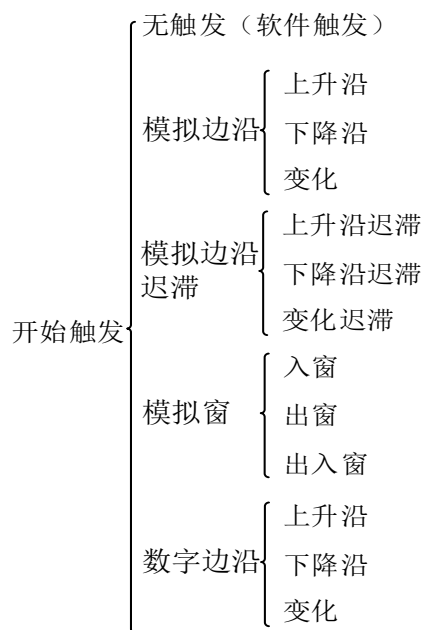 无触发（软件触发）
上升沿
模拟边沿
下降沿
变化
上升沿迟滞
模拟边沿
迟滞
下降沿迟滞
变化迟滞
开始触发
入窗
模拟窗
出窗
出入窗
上升沿
数字边沿
下降沿
变化